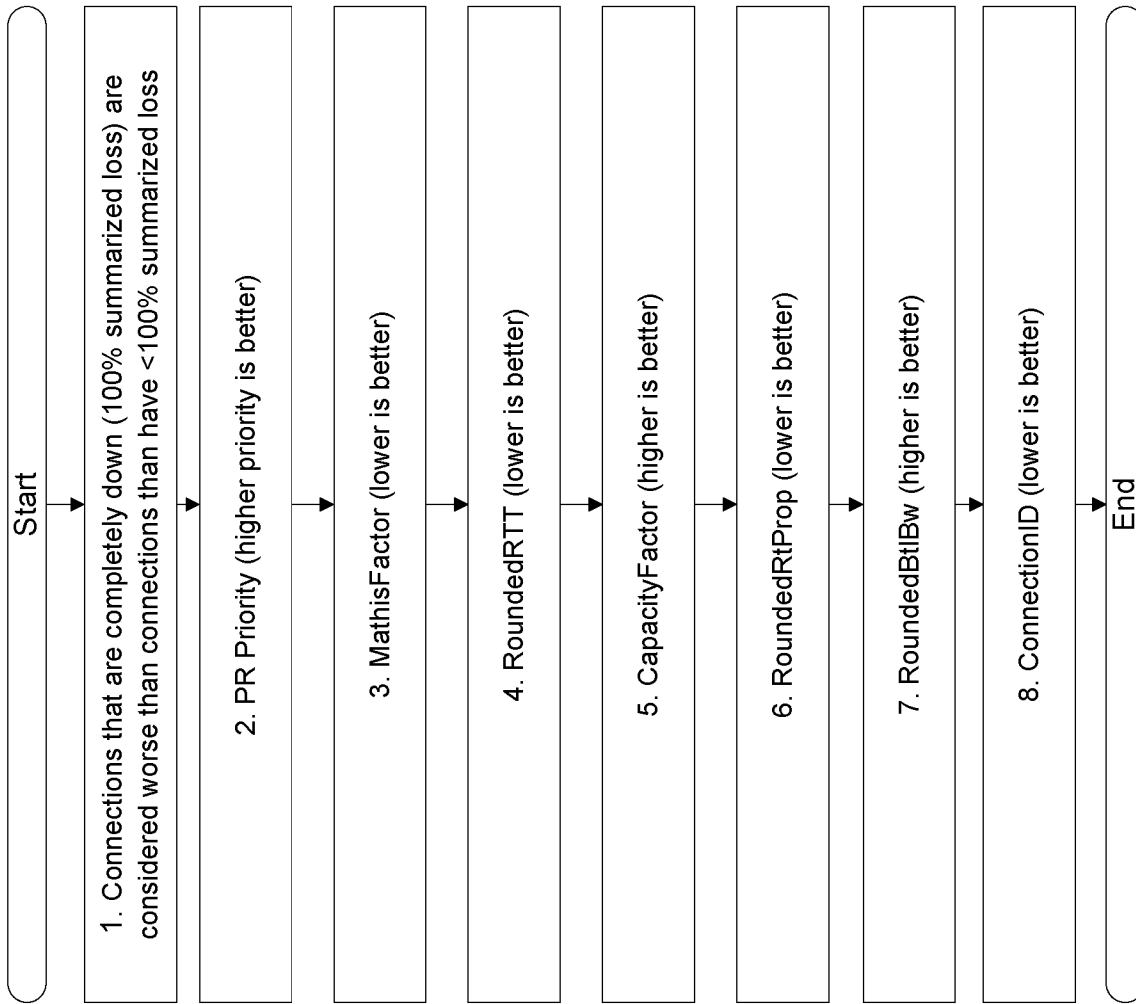 Start
1. Connections that are completely down (100% summarized loss) are
considered worse than connections than have <100% summarized loss
2. PR Priority (higher priority is better)
3. MathisFactor (lower is better)
4. RoundedRTT (lower is better)
5. CapacityFactor (higher is better)
6. RoundedRtProp (lower is better)
7. RoundedBtlBw (higher is better)
8. ConnectionID (lower is better)
End